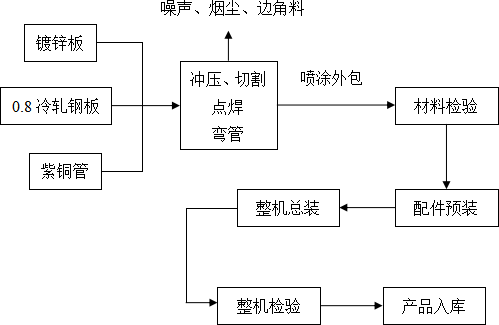 噪声、烟尘、边角料
镀锌板
0.8冷轧钢板
紫铜管
冲压、切割
点焊
弯管
喷涂外包
材料检验
配件预装
整机总装
整机检验
产品入库